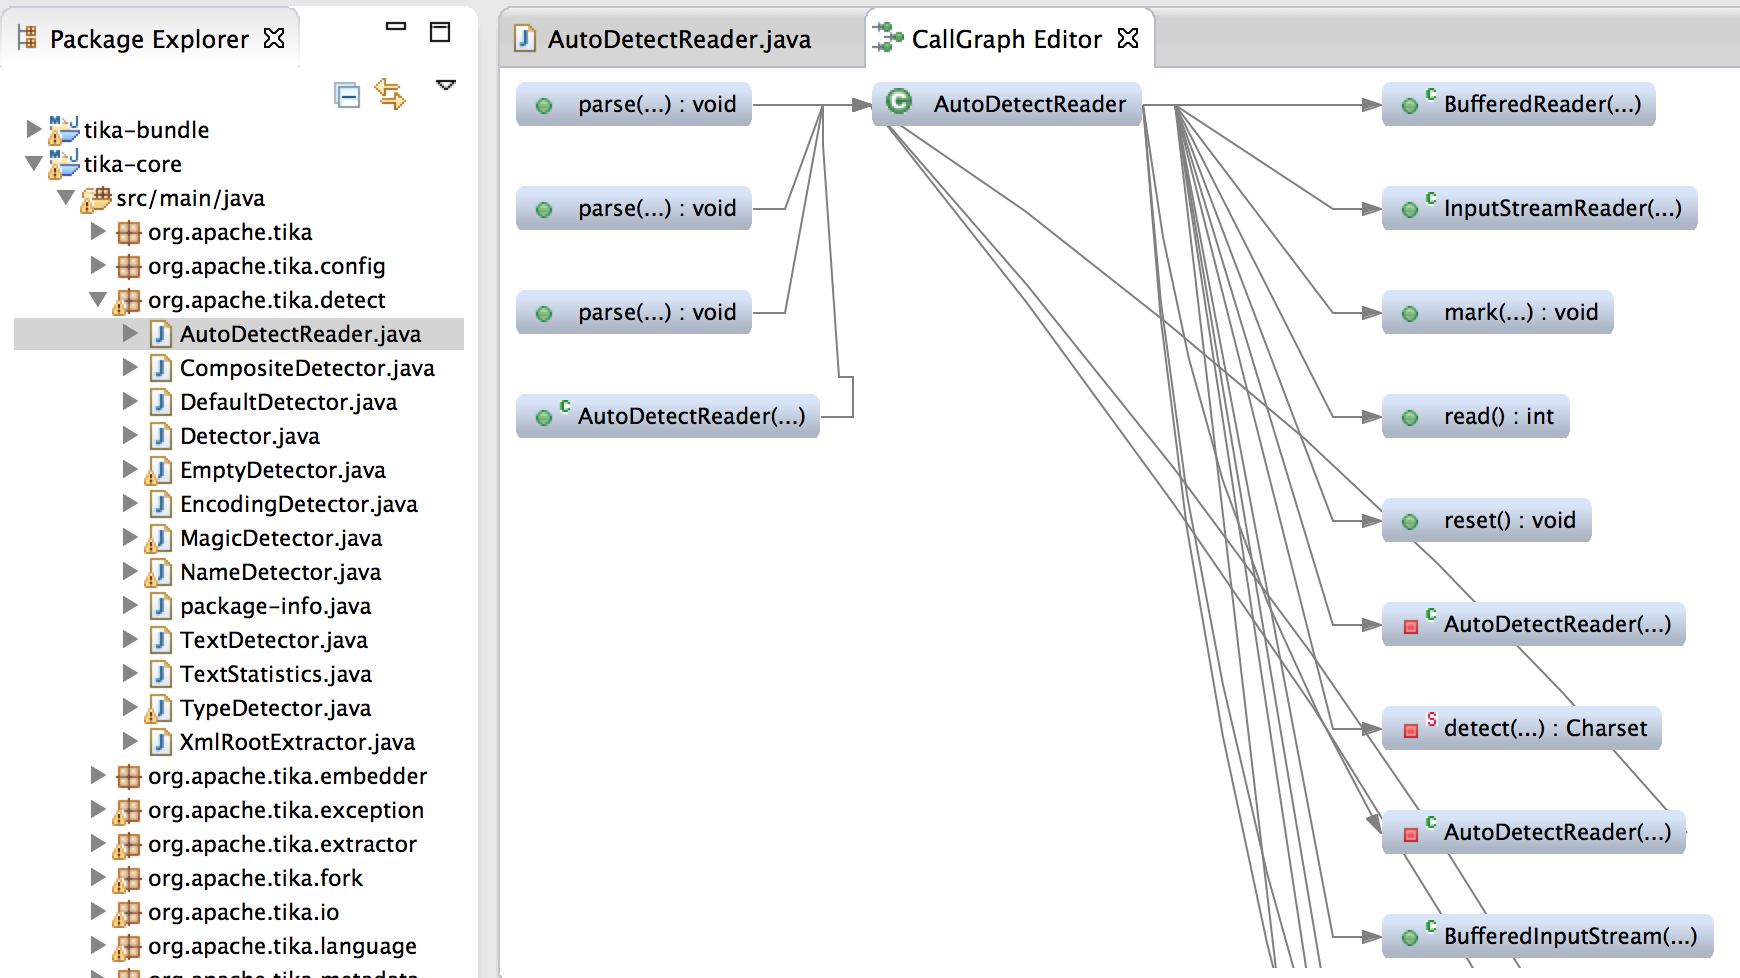 Package Explorer
tika-bundle
tika-core
src/main/java
org.apache.tika
org.apache.tika.config
org.apache.tika.detect
AutoDetectReader.java
CompositeDetector.java
DefaultDetector.java
Detector.java
EmptyDetector.java
EncodingDetector.java
MagicDetector.java
NameDetector.java
package-info.java
TextDetector.java
TextStatistics.java
TypeDetector.java
XmlRootExtractor.java
org.apache.tika.embedder
org.apache.tika.exception
org.apache.tika.extractor
org.apache.tika.fork
org.apache.tika.io
org.apache.tika.language
org.apache.tika.metadata
AutoDetectReader.java
CallGraph Editor
parse(...) : void
parse(...) : void
parse(...) : void
AutoDetectReader(...)
AutoDetectReader
BufferedReader(...)
InputStreamReader(...)
mark(...) : void
read() : int
reset() : void
AutoDetectReader(...)
detect(...) : Charset
AutoDetectReader(...)
BufferedInputStream(...)